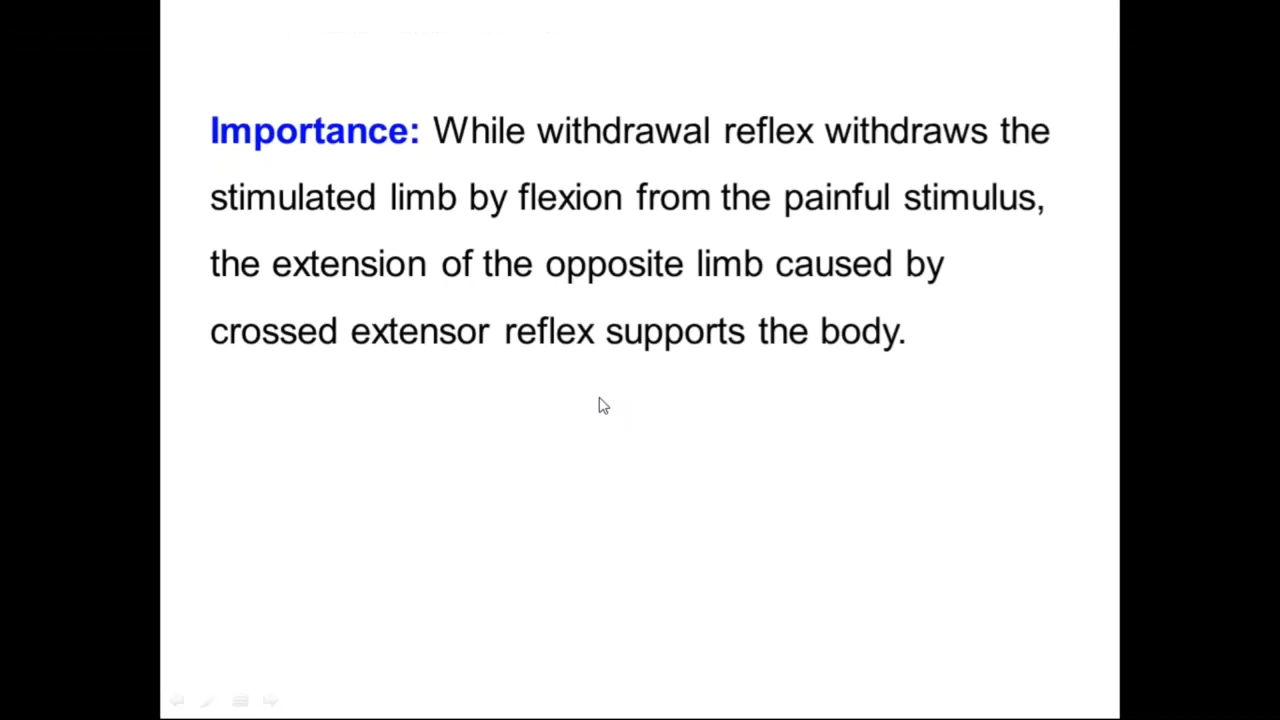 Importance: While withdrawal reflex withdraws the
stimulated limb by flexion from the painful stimulus,
the extension of the opposite limb caused by
crossed extensor reflex supports the body.